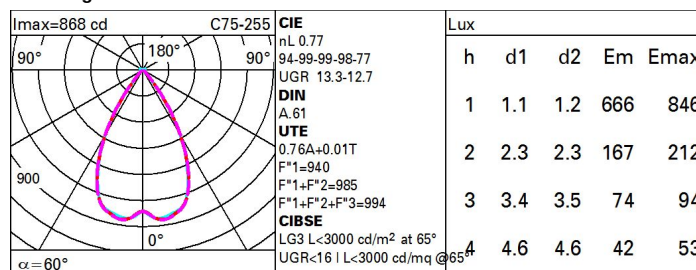 Imax=868 cd C75-255
90° 180° 90°
900
0°
α=60°
CIE
nL 0.77
94-99-99-98-77
UGR 13.3-12.7
DIN
A.61
UTE
0.76A+0.01T
F"1=940
F"1+F"2=985
F"1+F"2+F"3=994
CIBSE
LG3 L<3000 cd/m² at 65°
UGR<16 | L<3000 cd/mq @65°
Lux
h d1 d2 Em Emax
1 1.1 1.2 666 846
2 2.3 2.3 167 212
3 3.4 3.5 74 94
4 4.6 4.6 42 53